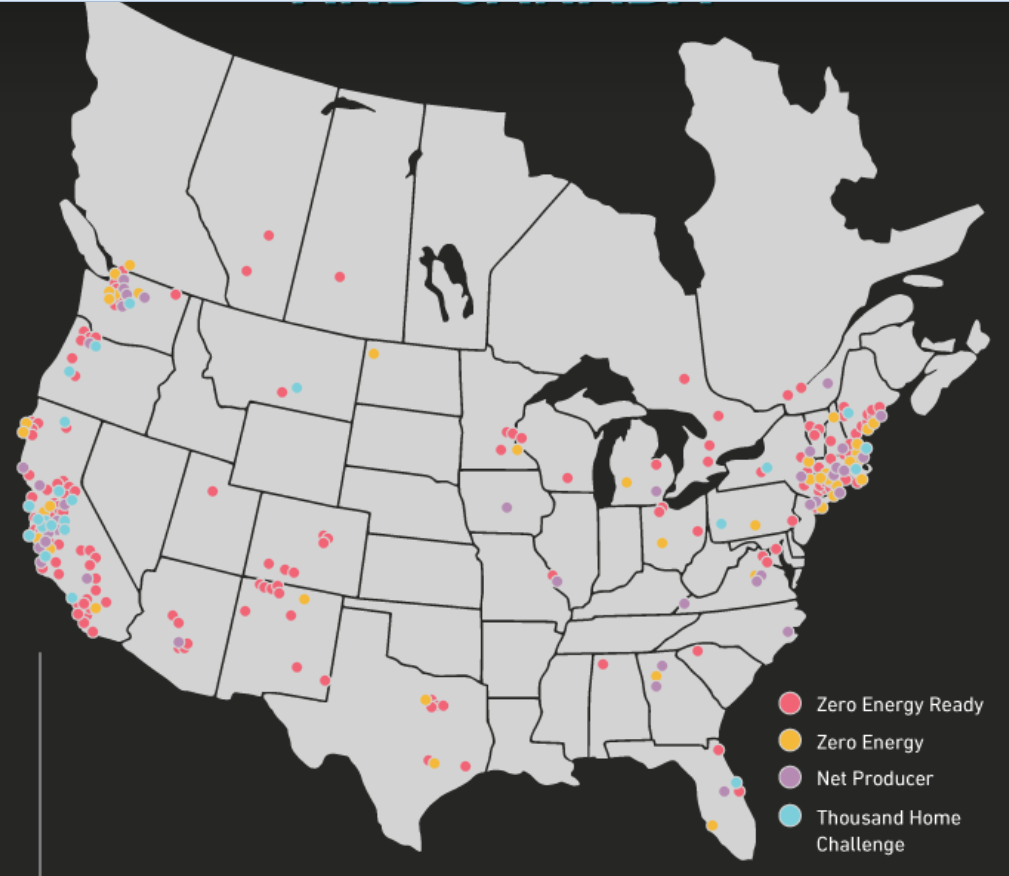 Zero Energy Ready
Zero Energy
Net Producer
Thousand Home
Challenge